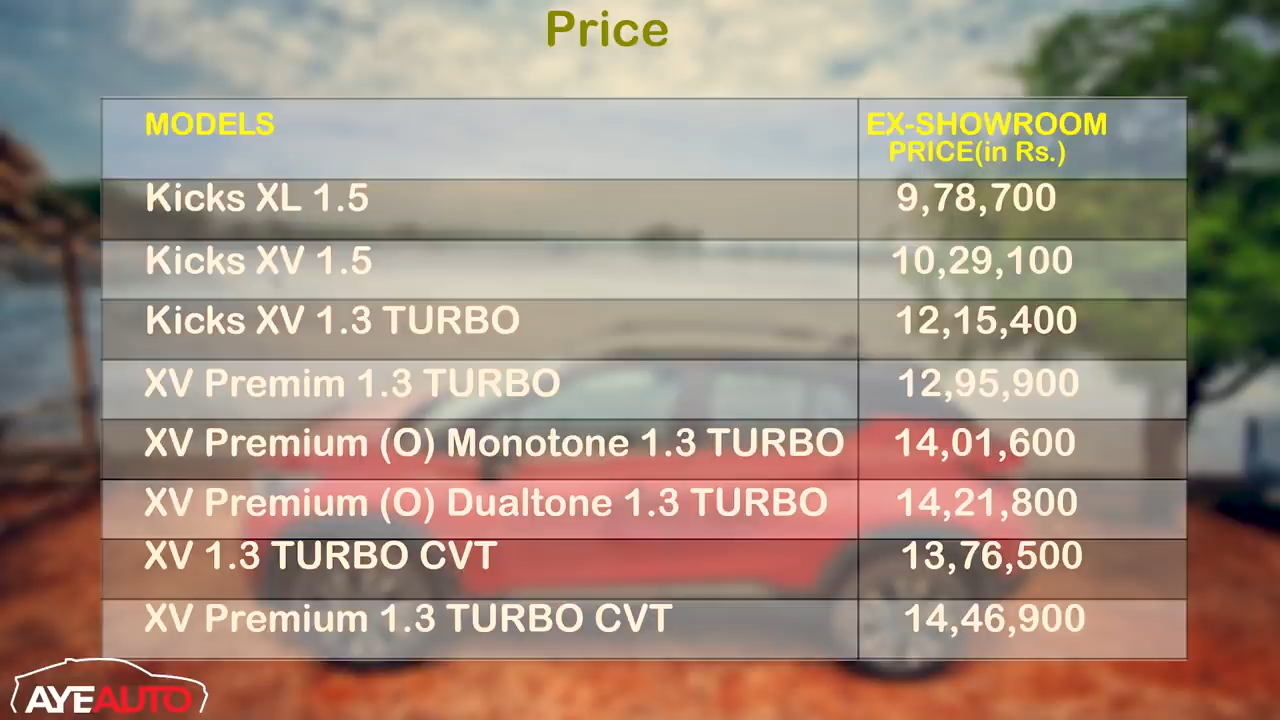 Price
MODELS
EX-SHOWROOM
PRICE(in Rs.)
Kicks XL 1.5
9,78,700
Kicks XV 1.5
10,29,100
Kicks XV 1.3 TURBO
12,15,400
XV Premim 1.3 TURBO
12,95,900
XV Premium (O) Monotone 1.3 TURBO
14,01,600
XV Premium (O) Dualtone 1.3 TURBO
14,21,800
XV 1.3 TURBO CVT
13,76,500
XV Premium 1.3 TURBO CVT
14,46,900
AYEAUTO